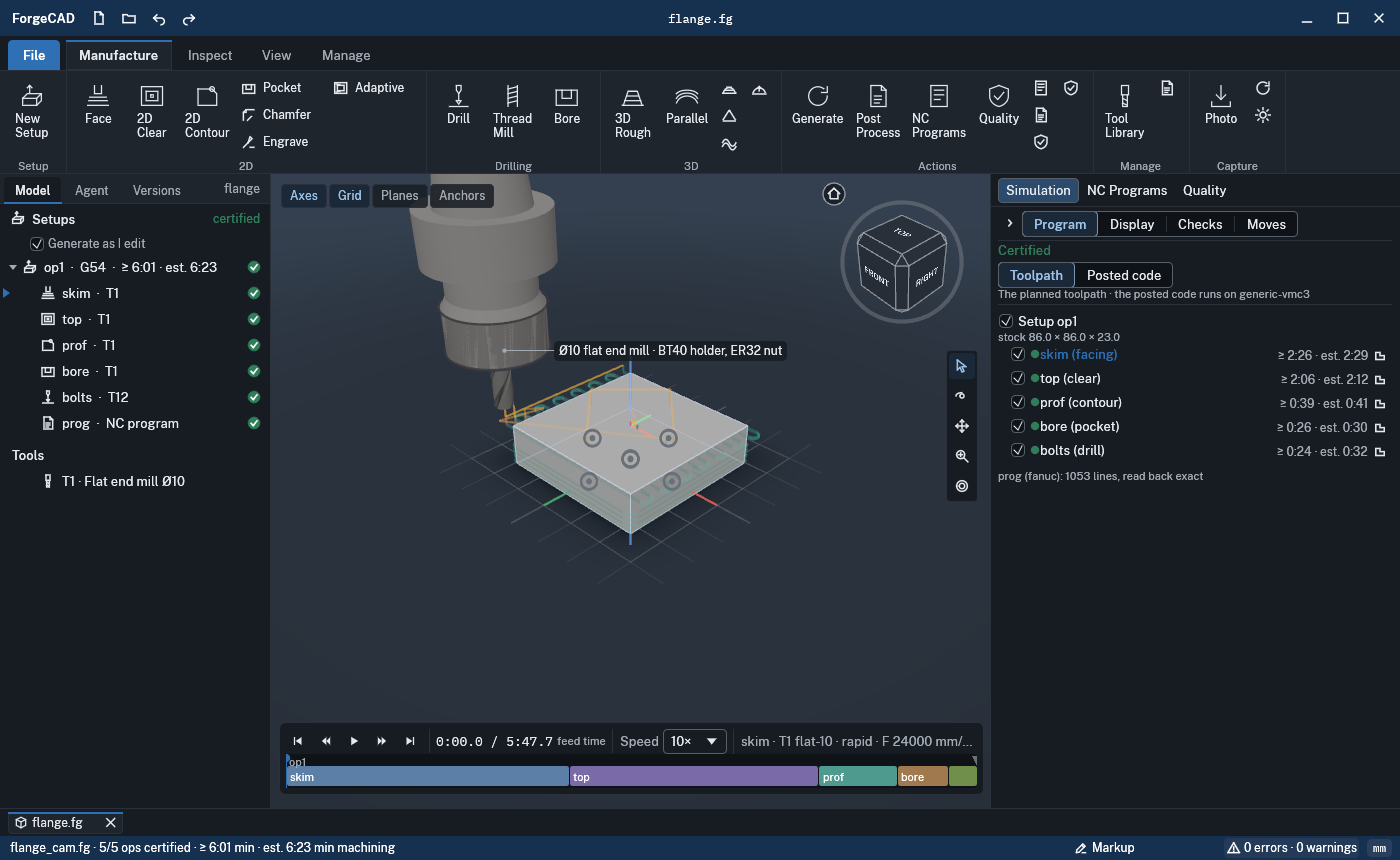 ForgeCAD
flange.fg
File
Manufacture
Inspect
View
Manage
New Setup
Setup
Face
2D Clear
2D Contour
Pocket
Chamfer
Engrave
Adaptive
2D
Drill
Thread Mill
Bore
Drilling
3D Rough
Parallel
3D
Generate
Post Process
NC Programs
Quality
Actions
Tool Library
Manage
Photo
Capture
Model
Agent
Versions
flange
Setups
certified
Generate as I edit
op1 · G54 · ≥ 6:01 · est. 6:23
skim · T1
top · T1
prof · T1
bore · T1
bolts · T12
prog · NC program
Tools
T1 · Flat end mill Ø10
Axes
Grid
Planes
Anchors
TOP
FRONT
RIGHT
Ø10 flat end mill · BT40 holder, ER32 nut
0:00.0 / 5:47.7 feed time
Speed
10×
skim · T1 flat-10 · rapid · F 24000 mm/...
op1
skim
top
prof
bore
Simulation
NC Programs
Quality
Program
Display
Checks
Moves
Certified
Toolpath
Posted code
The planned toolpath · the posted code runs on generic-vmc3
Setup op1
stock 86.0 × 86.0 × 23.0
skim (facing) ≥ 2:26 · est. 2:29
top (clear) ≥ 2:06 · est. 2:12
prof (contour) ≥ 0:39 · est. 0:41
bore (pocket) ≥ 0:26 · est. 0:30
bolts (drill) ≥ 0:24 · est. 0:32
prog (fanuc): 1053 lines, read back exact
flange.fg
flange_cam.fg · 5/5 ops certified · ≥ 6:01 min · est. 6:23 min machining
Markup
0 errors · 0 warnings
mm